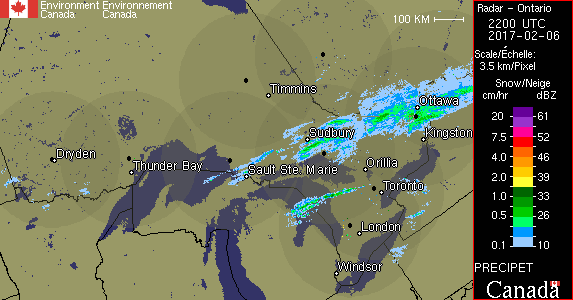 Environment Environnement
Canada Canada
100 KM
Radar - Ontario
2200 UTC
2017-02-06
Scale/Échelle:
3.5 km/Pixel
Snow/Neige
cm/hr dBZ
20 61
7.5 52
4.0 46
2.0 39
1.0 33
0.5 26
0.1 10
PRECIPET
Canada
Timmins
Ottawa
Sudbury
Kingston
Dryden
Thunder Bay
Sault Ste. Marie
Orillia
Toronto
London
Windsor